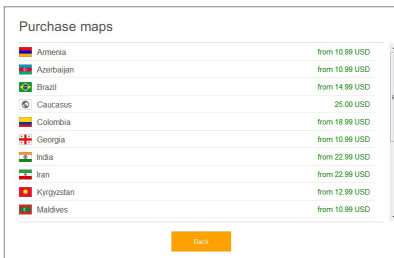 Purchase maps
Armenia from 10.99 USD
Azerbaijan from 10.99 USD
Brazil from 14.99 USD
Caucasus 25.00 USD
Colombia from 18.99 USD
Georgia from 10.99 USD
India from 22.99 USD
Iran from 22.99 USD
Kyrgyzstan from 12.99 USD
Maldives from 10.99 USD
Back